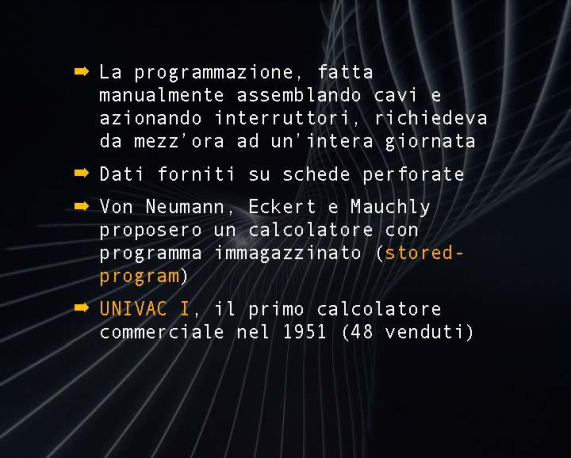 ➨ La programmazione, fatta
manualmente assemblando cavi e
azionando interruttori, richiedeva
da mezz'ora ad un'intera giornata
➨ Dati forniti su schede perforate
➨ Von Neumann, Eckert e Mauchly
proposero un calcolatore con
programma immagazzinato (stored-
program)
➨ UNIVAC I, il primo calcolatore
commerciale nel 1951 (48 venduti)